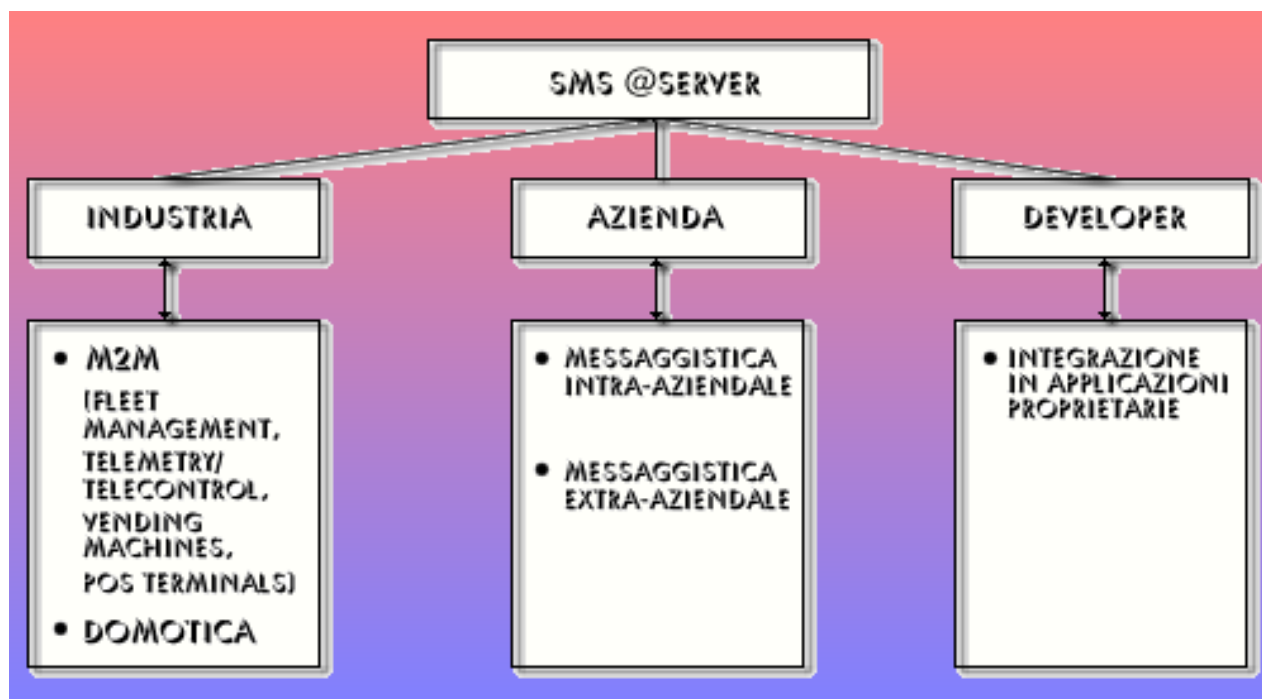 SMS @SERVER
INDUSTRIA
AZIENDA
DEVELOPER
• M2M
(FLEET
MANAGEMENT,
TELEMETRY/
TELECONTROL,
VENDING
MACHINES,
POS TERMINALS)
• DOMOTICA
• MESSAGGISTICA
INTRA-AZIENDALE
• MESSAGGISTICA
EXTRA-AZIENDALE
• INTEGRAZIONE
IN APPLICAZIONI
PROPRIETARIE